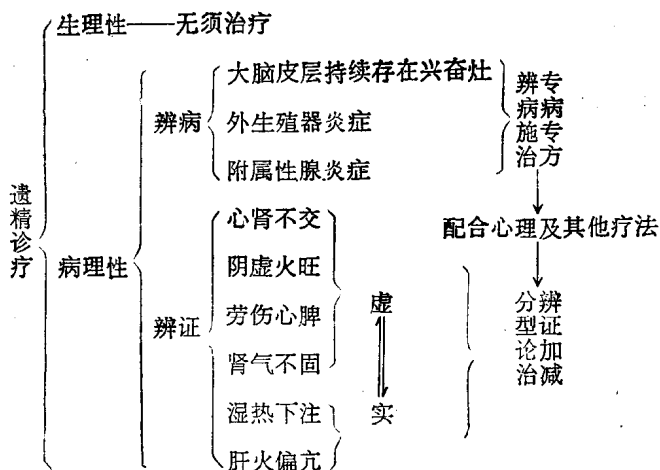 生理性——无须治疗
大脑皮层持续存在兴奋灶
辨病
外生殖器炎症
附属性腺炎症
专病专方
辨病施治
遗精诊疗
病理性
心肾不交
配合心理及其他疗法
阴虚火旺
辨证
劳伤心脾
虚
肾气不固
辨证加减
分型论治
湿热下注
实
肝火偏亢